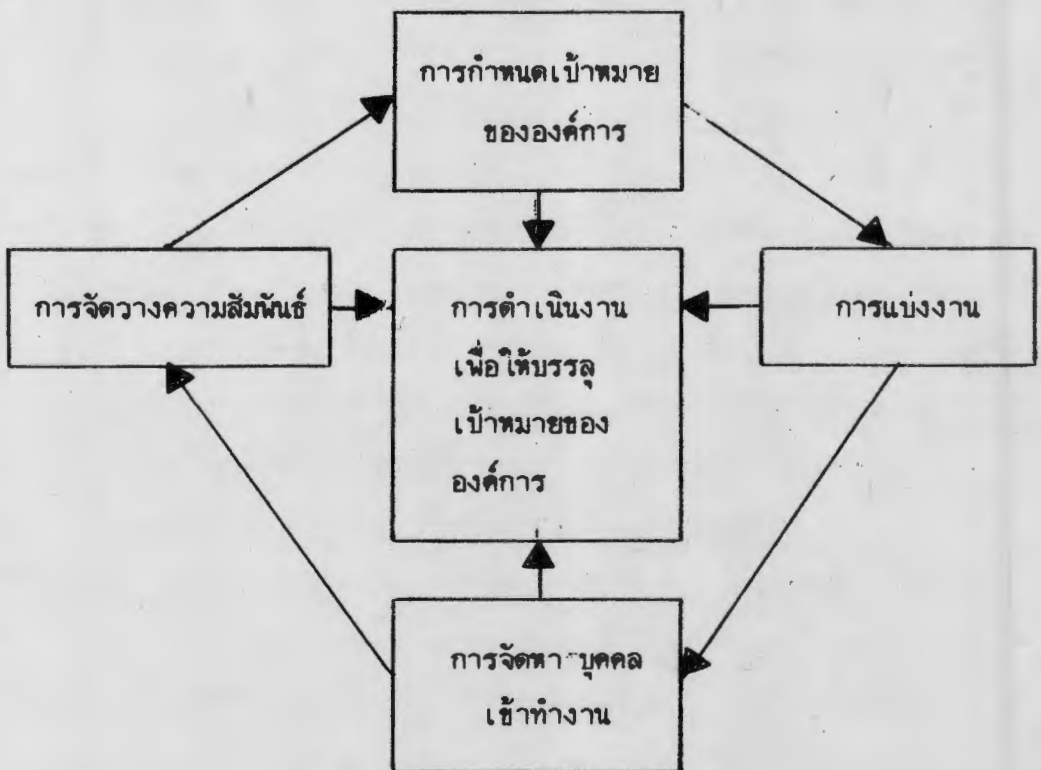 การกำหนดเป้าหมาย
ขององค์การ
การจัดวางความสัมพันธ์
การดำเนินงาน
เพื่อให้บรรลุ
เป้าหมายของ
องค์การ
การแบ่งงาน
การจัดหาบุคคล
เข้าทำงาน